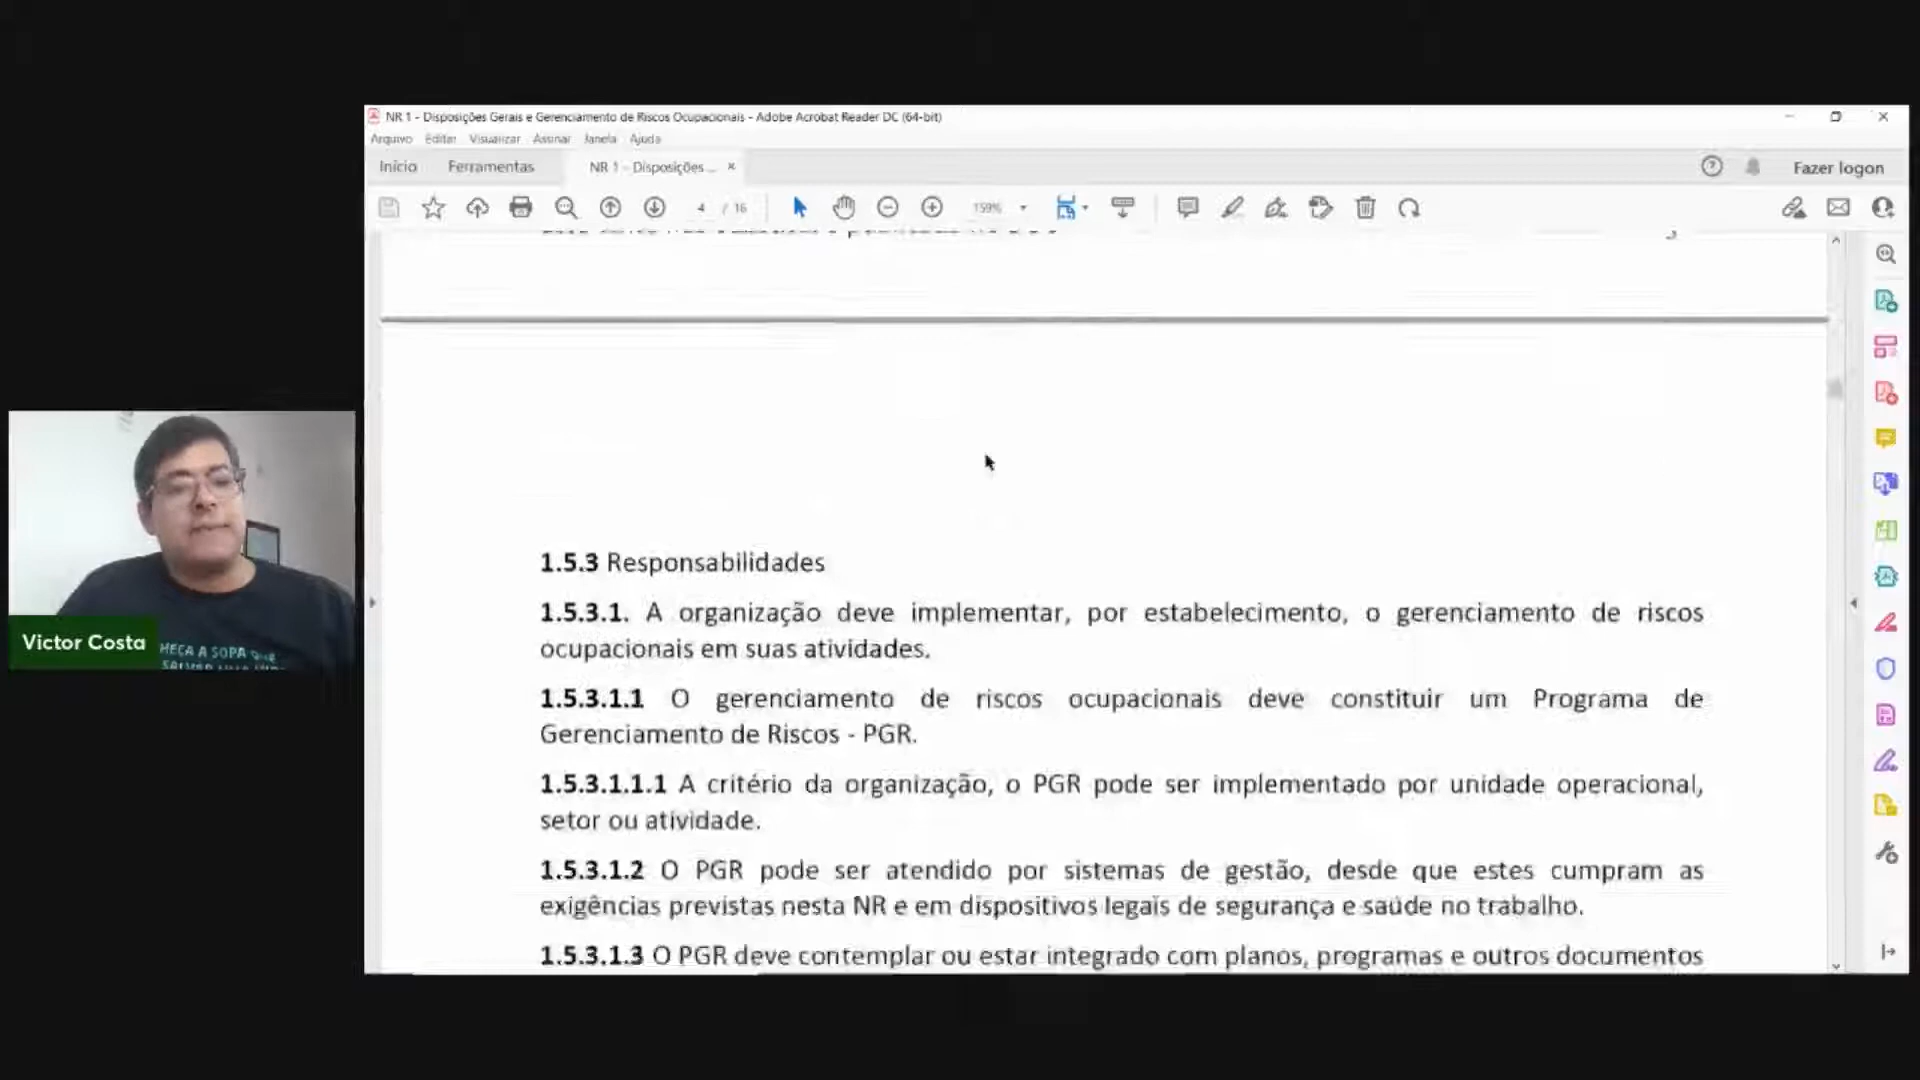 NR 1 - Disposições Gerais e Gerenciamento de Riscos Ocupacionais - Adobe Acrobat Reader DC (64-bit)
Arquivo Editar Visualizar Assinar Janela Ajuda
Início Ferramentas NR 1 - Disposições ... × Fazer logon
4 / 16 159%
1.5.3 Responsabilidades
1.5.3.1. A organização deve implementar, por estabelecimento, o gerenciamento de riscos
ocupacionais em suas atividades.
1.5.3.1.1 O gerenciamento de riscos ocupacionais deve constituir um Programa de
Gerenciamento de Riscos - PGR.
1.5.3.1.1.1 A critério da organização, o PGR pode ser implementado por unidade operacional,
setor ou atividade.
1.5.3.1.2 O PGR pode ser atendido por sistemas de gestão, desde que estes cumpram as
exigências previstas nesta NR e em dispositivos legais de segurança e saúde no trabalho.
1.5.3.1.3 O PGR deve contemplar ou estar integrado com planos, programas e outros documentos
Victor Costa
HEÇA A SOPA QUE